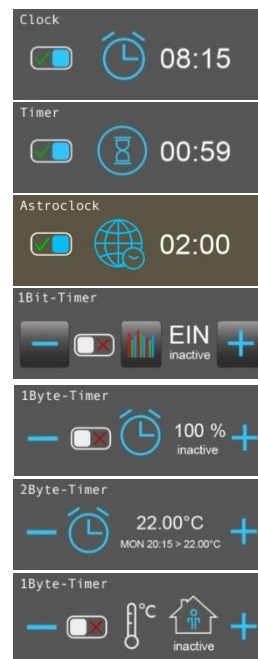 Clock
08:15
Timer
00:59
Astroclock
02:00
1Bit-Timer
EIN
inactive
1Byte-Timer
100 %
inactive
2Byte-Timer
22.00°C
MON 20:15 > 22.00°C
1Byte-Timer
°C
inactive